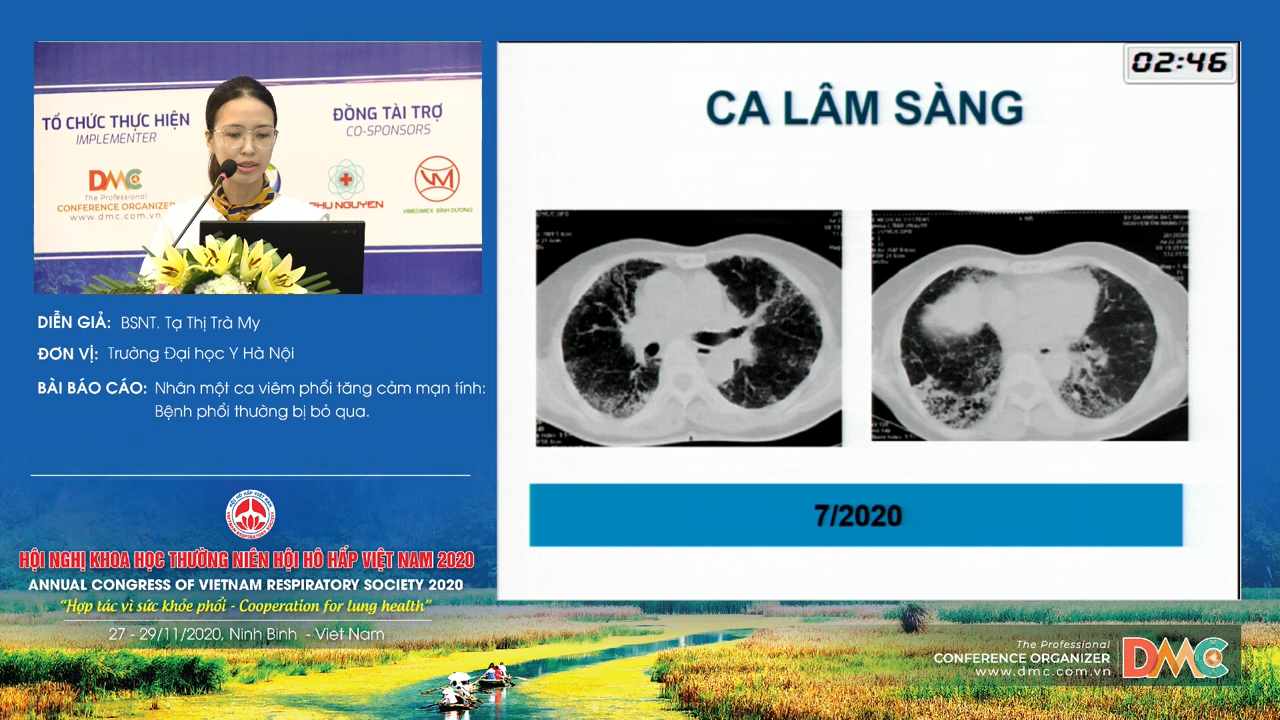 TỔ CHỨC THỰC HIỆN
IMPLEMENTER
DMC
The Professional
CONFERENCE ORGANIZER
www.dmc.com.vn
ĐỒNG TÀI TRỢ
CO-SPONSORS
PHU NGUYEN
VIMEDIMEX BÌNH DƯƠNG
DIỄN GIẢ: BSNT. Tạ Thị Trà My
ĐƠN VỊ: Trường Đại học Y Hà Nội
BÀI BÁO CÁO: Nhân một ca viêm phổi tăng cảm mạn tính:
Bệnh phổi thường bị bỏ qua.
HỘI NGHỊ KHOA HỌC THƯỜNG NIÊN HỘI HÔ HẤP VIỆT NAM 2020
ANNUAL CONGRESS OF VIETNAM RESPIRATORY SOCIETY 2020
“Hợp tác vì sức khỏe phổi - Cooperation for lung health”
27 - 29/11/2020, Ninh Binh - Viet Nam
02:46
CA LÂM SÀNG
7/2020
The Professional
CONFERENCE ORGANIZER
www.dmc.com.vn
DMC